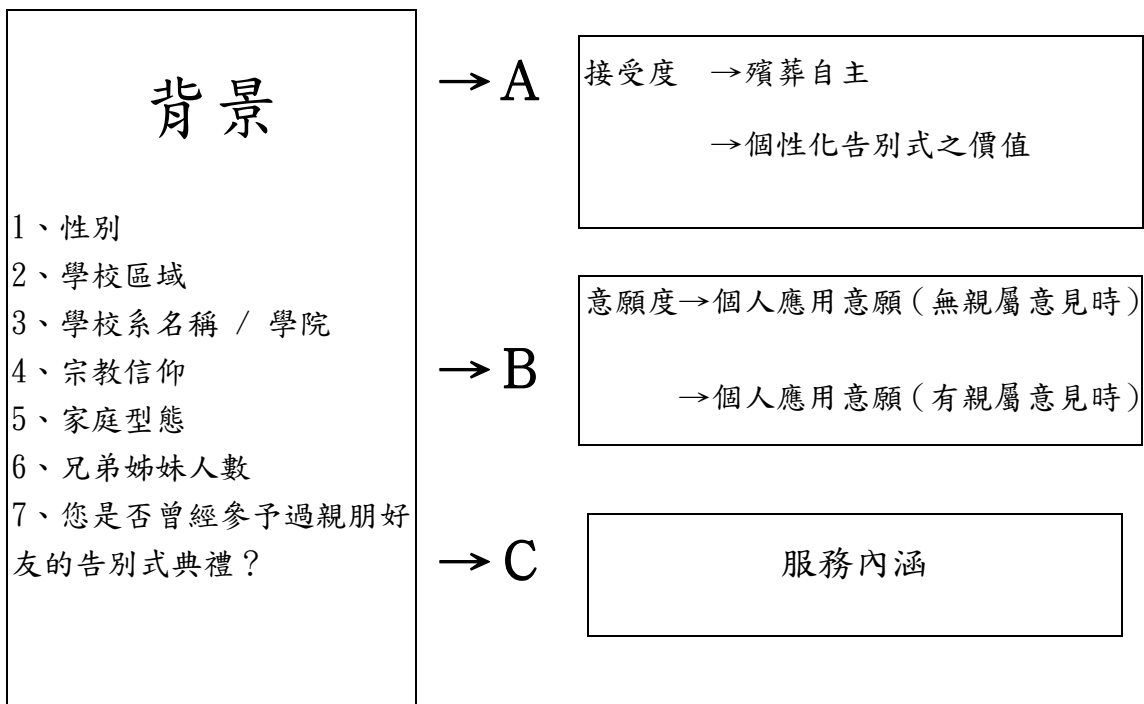 背景
1、性別
2、學校區域
3、學校系名稱 / 學院
4、宗教信仰
5、家庭型態
6、兄弟姊妹人數
7、您是否曾經參予過親朋好
友的告別式典禮？
→A
接受度 →殯葬自主
→個性化告別式之價值
→B
意願度→個人應用意願（無親屬意見時）
→個人應用意願（有親屬意見時）
→C
服務內涵